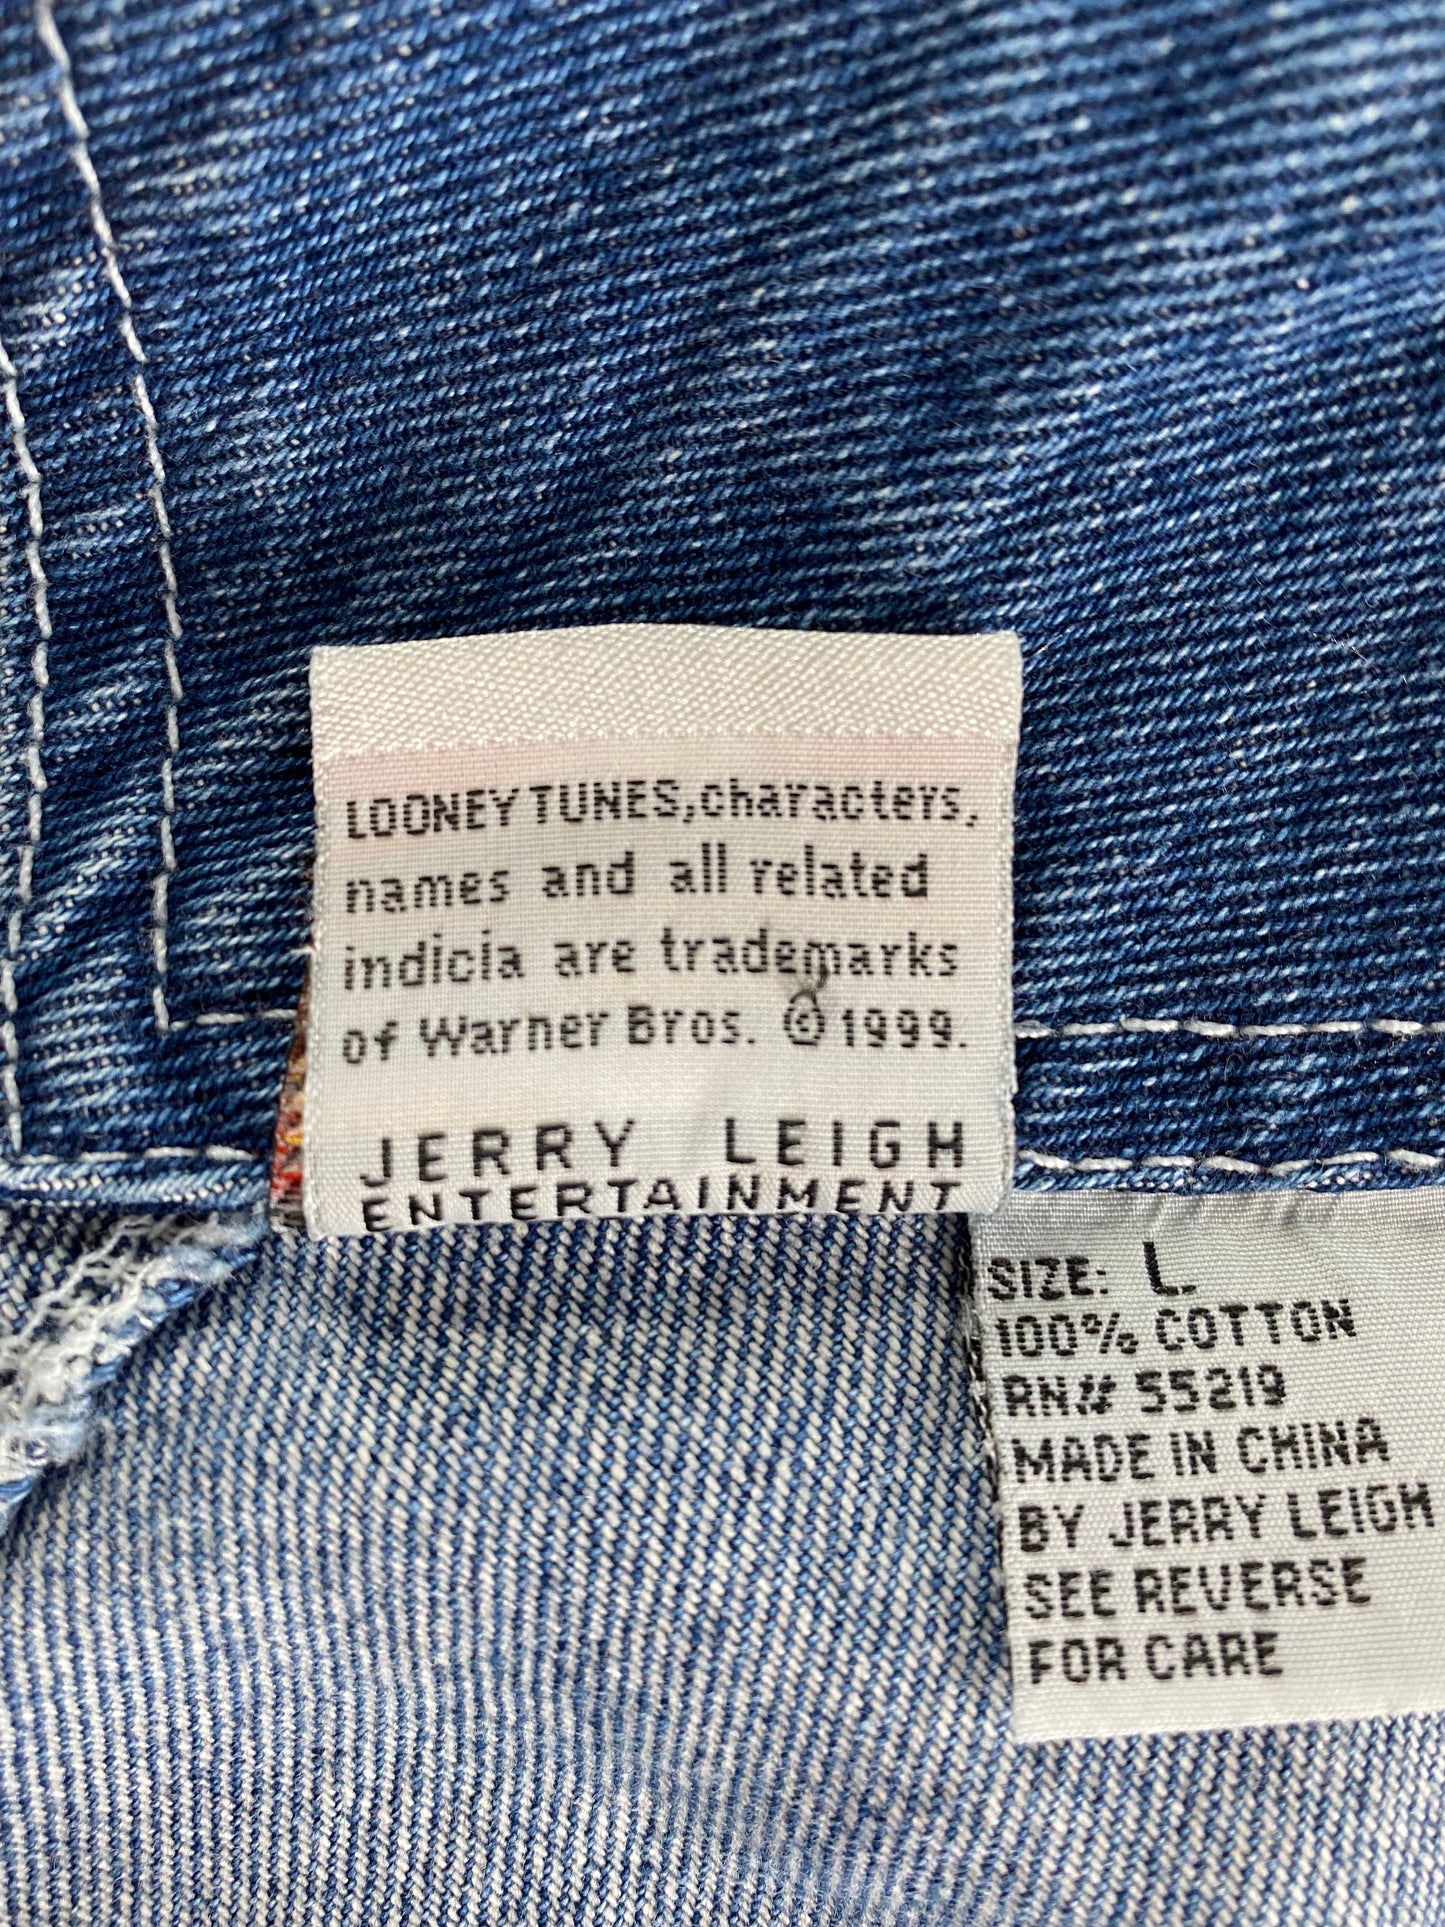 LOONEY TUNES, characters,
names and all related
indicia are trademarks
of Warner Bros. © 1999.
JERRY LEIGH
ENTERTAINMENT
SIZE: L
100% COTTON
RN# 55219
MADE IN CHINA
BY JERRY LEIGH
SEE REVERSE
FOR CARE